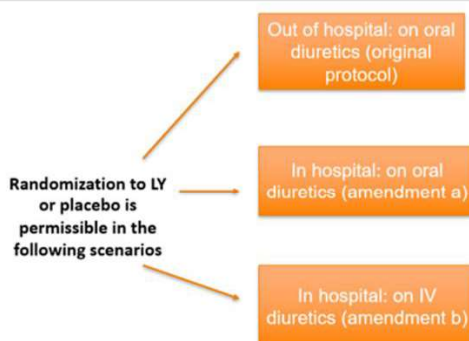 Out of hospital: on oral
diuretics (original
protocol)
Randomization to LY
or placebo is
permissible in the
following scenarios
In hospital: on oral
diuretics (amendment a)
In hospital: on IV
diuretics (amendment b)